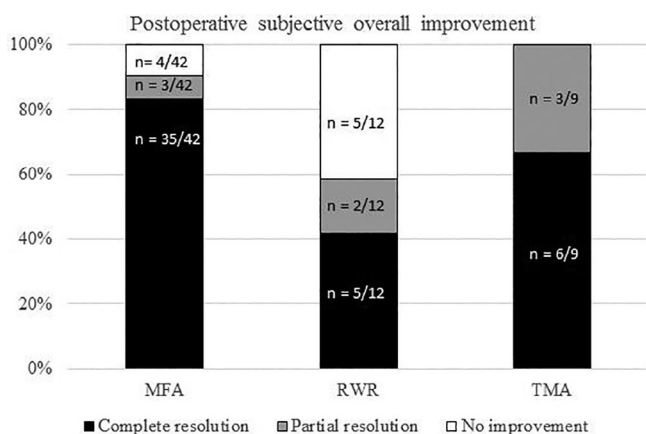 Postoperative subjective overall improvement
100%
80%
60%
40%
20%
0%
n= 4/42
n = 3/42
n = 35/42
n = 5/12
n = 2/12
n = 5/12
n = 3/9
n = 6/9
MFA RWR TMA
Complete resolution Partial resolution No improvement